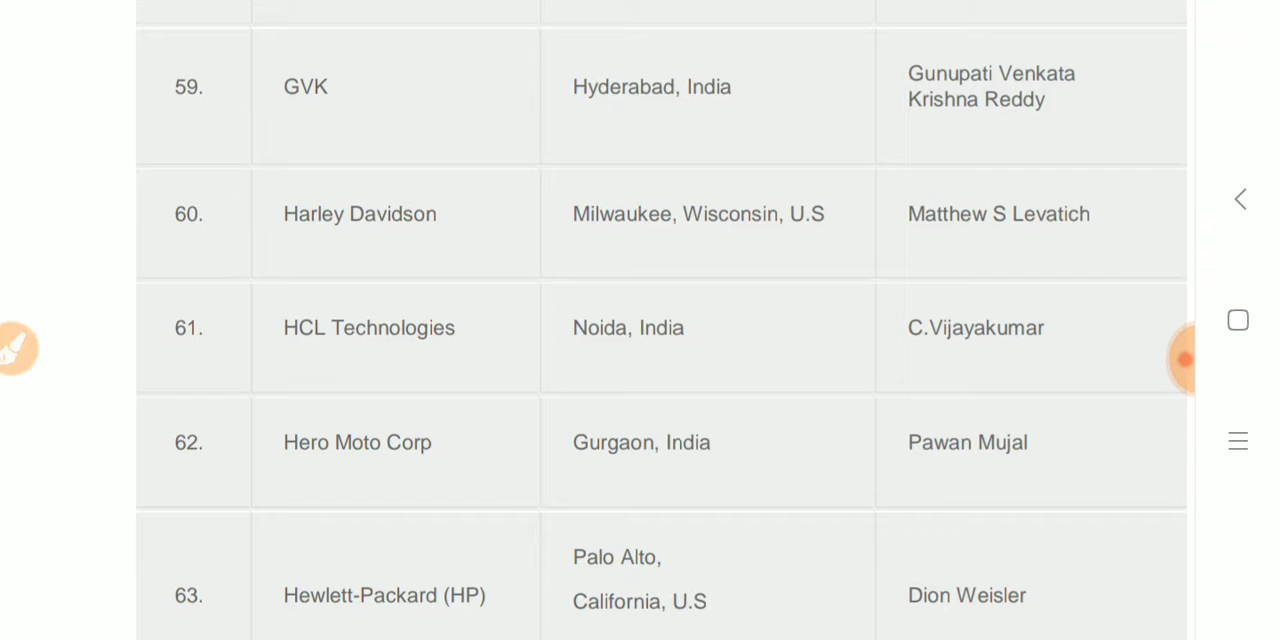 59. GVK Hyderabad, India Gunupati Venkata
Krishna Reddy
60. Harley Davidson Milwaukee, Wisconsin, U.S Matthew S Levatich
61. HCL Technologies Noida, India C.Vijayakumar
62. Hero Moto Corp Gurgaon, India Pawan Mujal
Palo Alto,
63. Hewlett-Packard (HP) California, U.S Dion Weisler